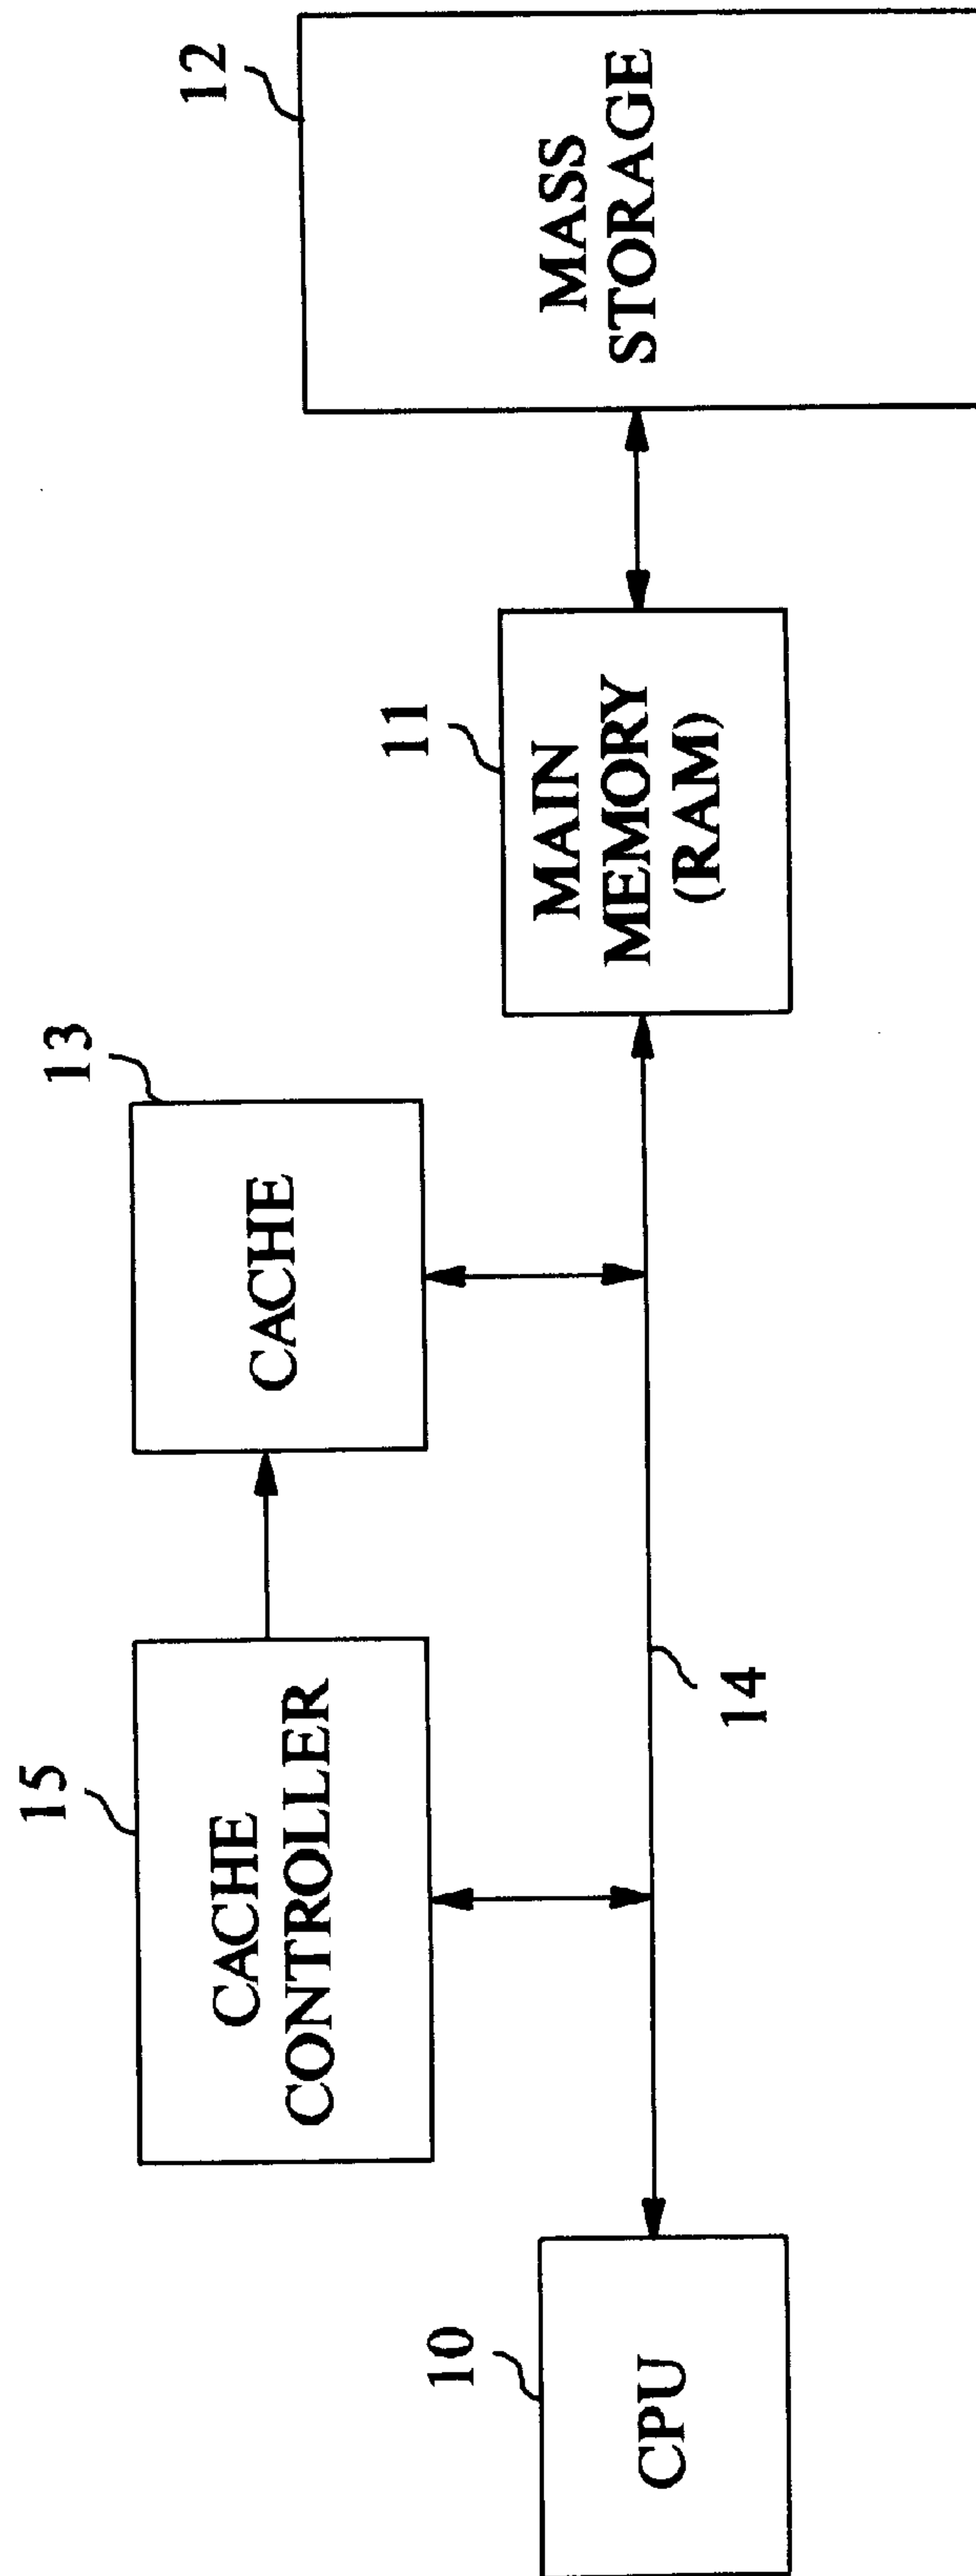 15
CACHE
CONTROLLER
13
CACHE
12
MASS
STORAGE
11
MAIN
MEMORY
(RAM)
10
CPU
14